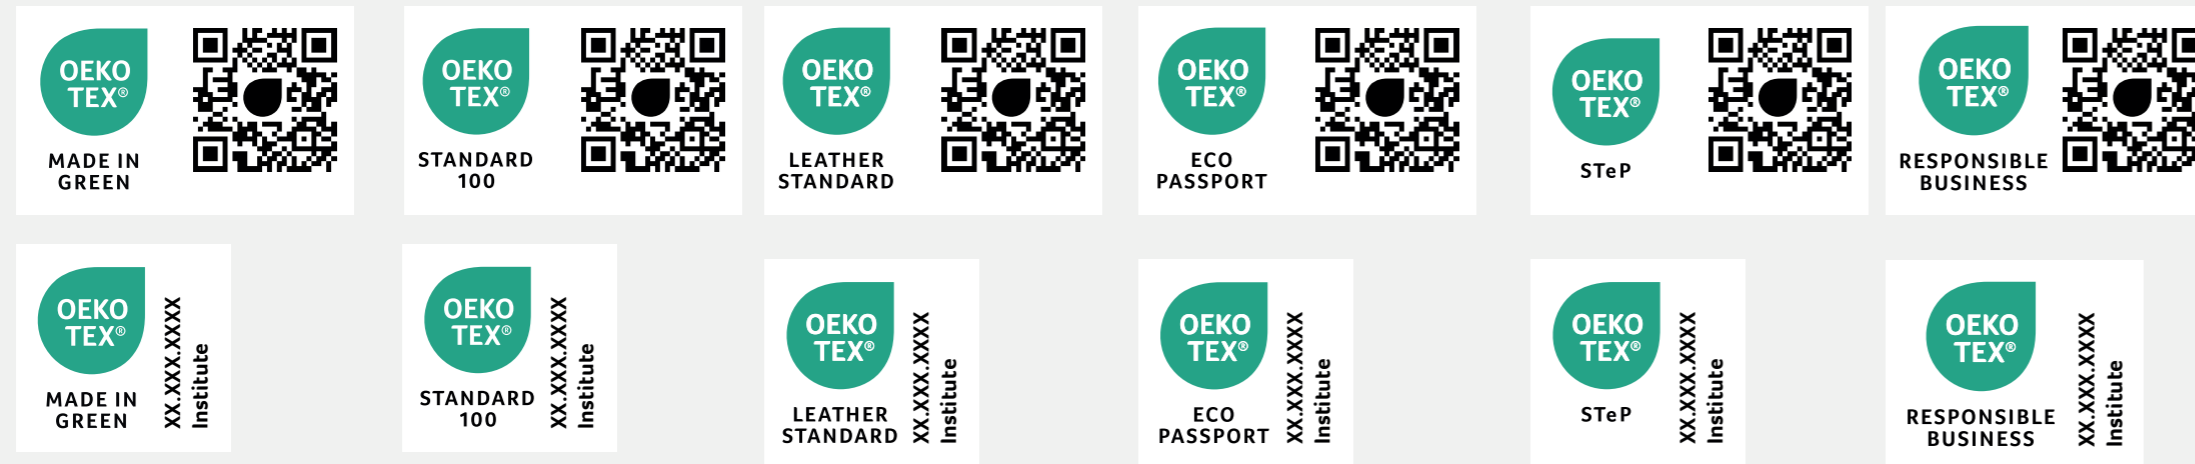 OEKO
TEX®
MADE IN
GREEN
OEKO
TEX®
STANDARD
100
OEKO
TEX®
LEATHER
STANDARD
OEKO
TEX®
ECO
PASSPORT
OEKO
TEX®
STeP
OEKO
TEX®
RESPONSIBLE
BUSINESS
OEKO
TEX®
MADE IN
GREEN
XX.XXX.XXXX
Institute
OEKO
TEX®
STANDARD
100
XX.XXX.XXXX
Institute
OEKO
TEX®
LEATHER
STANDARD
XX.XXX.XXXX
Institute
OEKO
TEX®
ECO
PASSPORT
XX.XXX.XXXX
Institute
OEKO
TEX®
STeP
XX.XXX.XXXX
Institute
OEKO
TEX®
RESPONSIBLE
BUSINESS
XX.XXX.XXXX
Institute